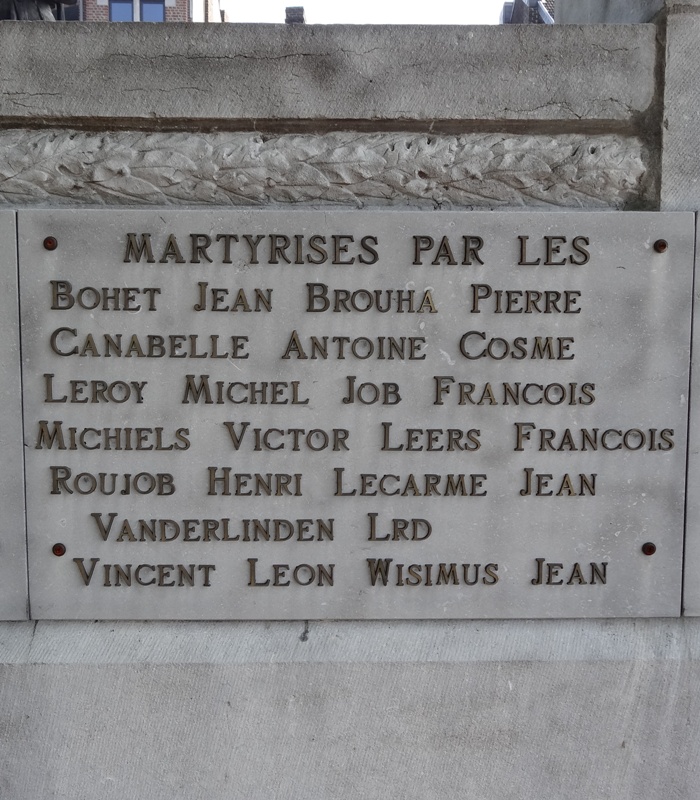 MARTYRISES PAR LES
BOHET JEAN BROUHA PIERRE
CANABELLE ANTOINE COSME
LEROY MICHEL JOB FRANCOIS
MICHIELS VICTOR LEERS FRANCOIS
ROUJOB HENRI LECARME JEAN
VANDERLINDEN LRD
VINCENT LEON WISIMUS JEAN